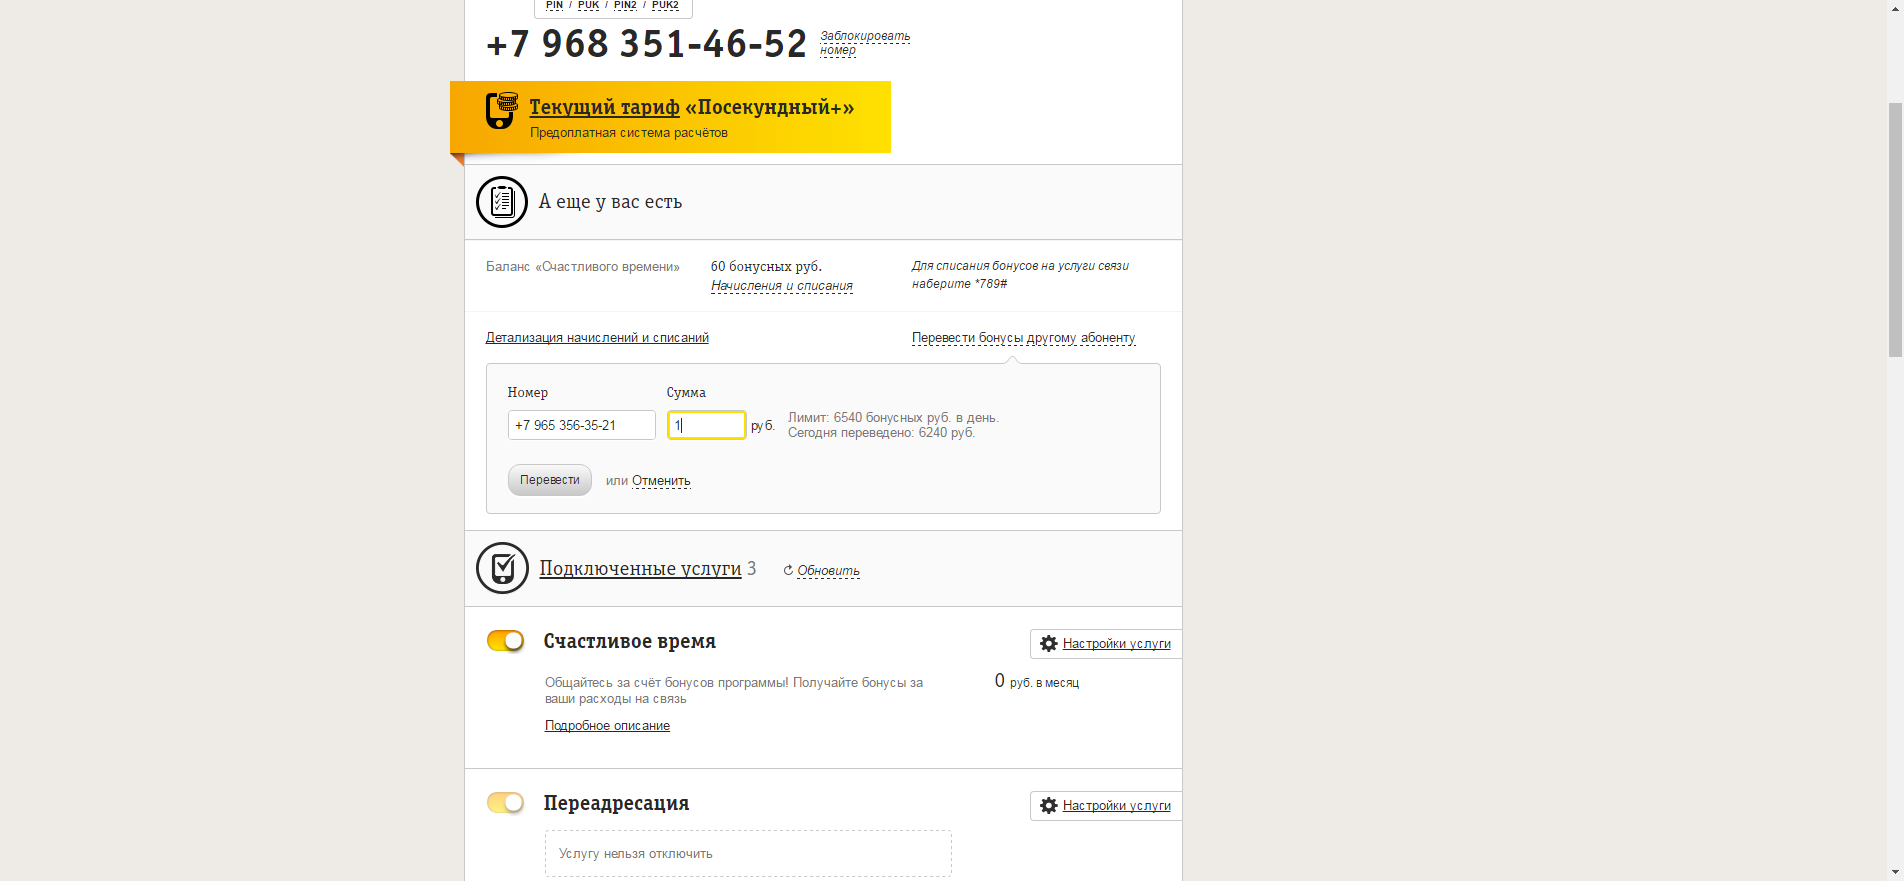 PIN / PUK / PIN2 / PUK2
+7 968 351-46-52
Заблокировать
номер
Текущий тариф «Посекундный+»
Предоплатная система расчётов
А еще у вас есть
Баланс «Счастливого времени»
60 бонусных руб.
Начисления и списания
Для списания бонусов на услуги связи
наберите *789#
Детализация начислений и списаний
Перевести бонусы другому абоненту
Номер
Сумма
+7 965 356-35-21
1
руб.
Лимит: 6540 бонусных руб. в день.
Сегодня переведено: 6240 руб.
Перевести
или Отменить
Подключенные услуги 3
Обновить
Счастливое время
Настройки услуги
Общайтесь за счёт бонусов программы! Получайте бонусы за
ваши расходы на связь
0 руб. в месяц
Подробное описание
Переадресация
Настройки услуги
Услугу нельзя отключить